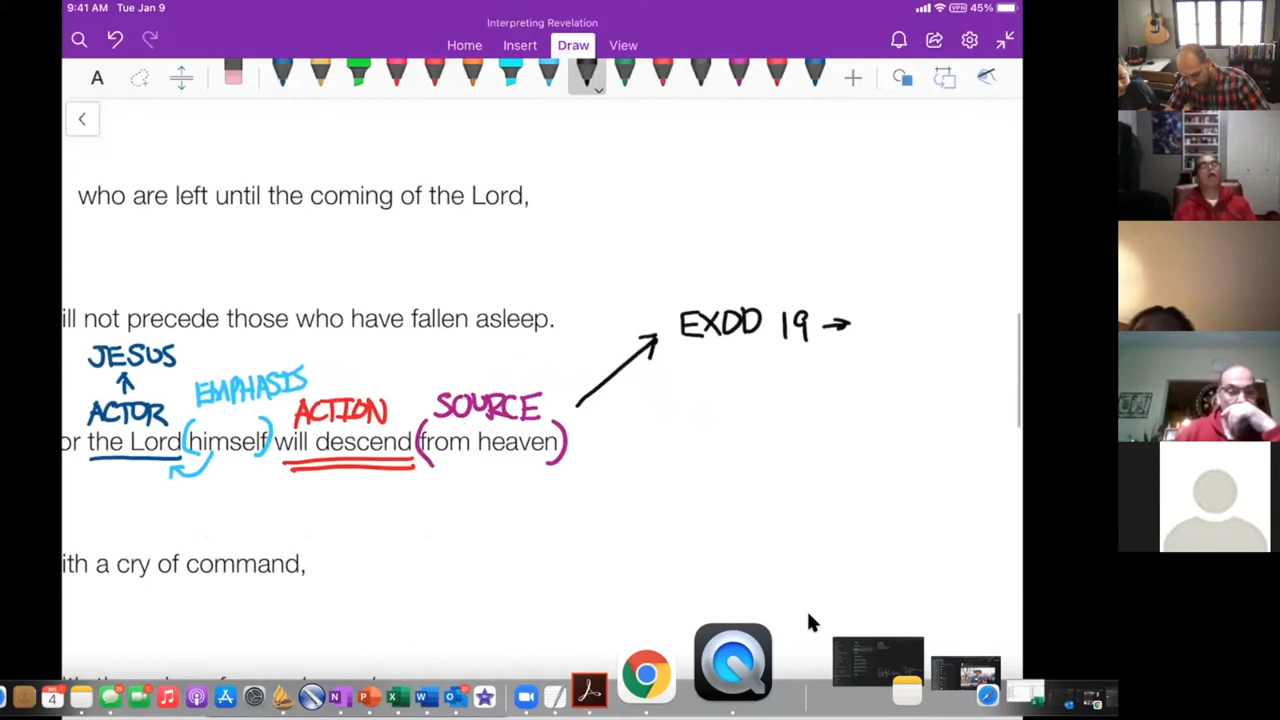 9:41 AM Tue Jan 9
VPN 45%
Interpreting Revelation
Home Insert Draw View
who are left until the coming of the Lord,
ill not precede those who have fallen asleep.
EXOD 19 →
JESUS
EMPHASIS
ACTOR
ACTION
SOURCE
or the Lord (himself) will descend (from heaven)
ith a cry of command,